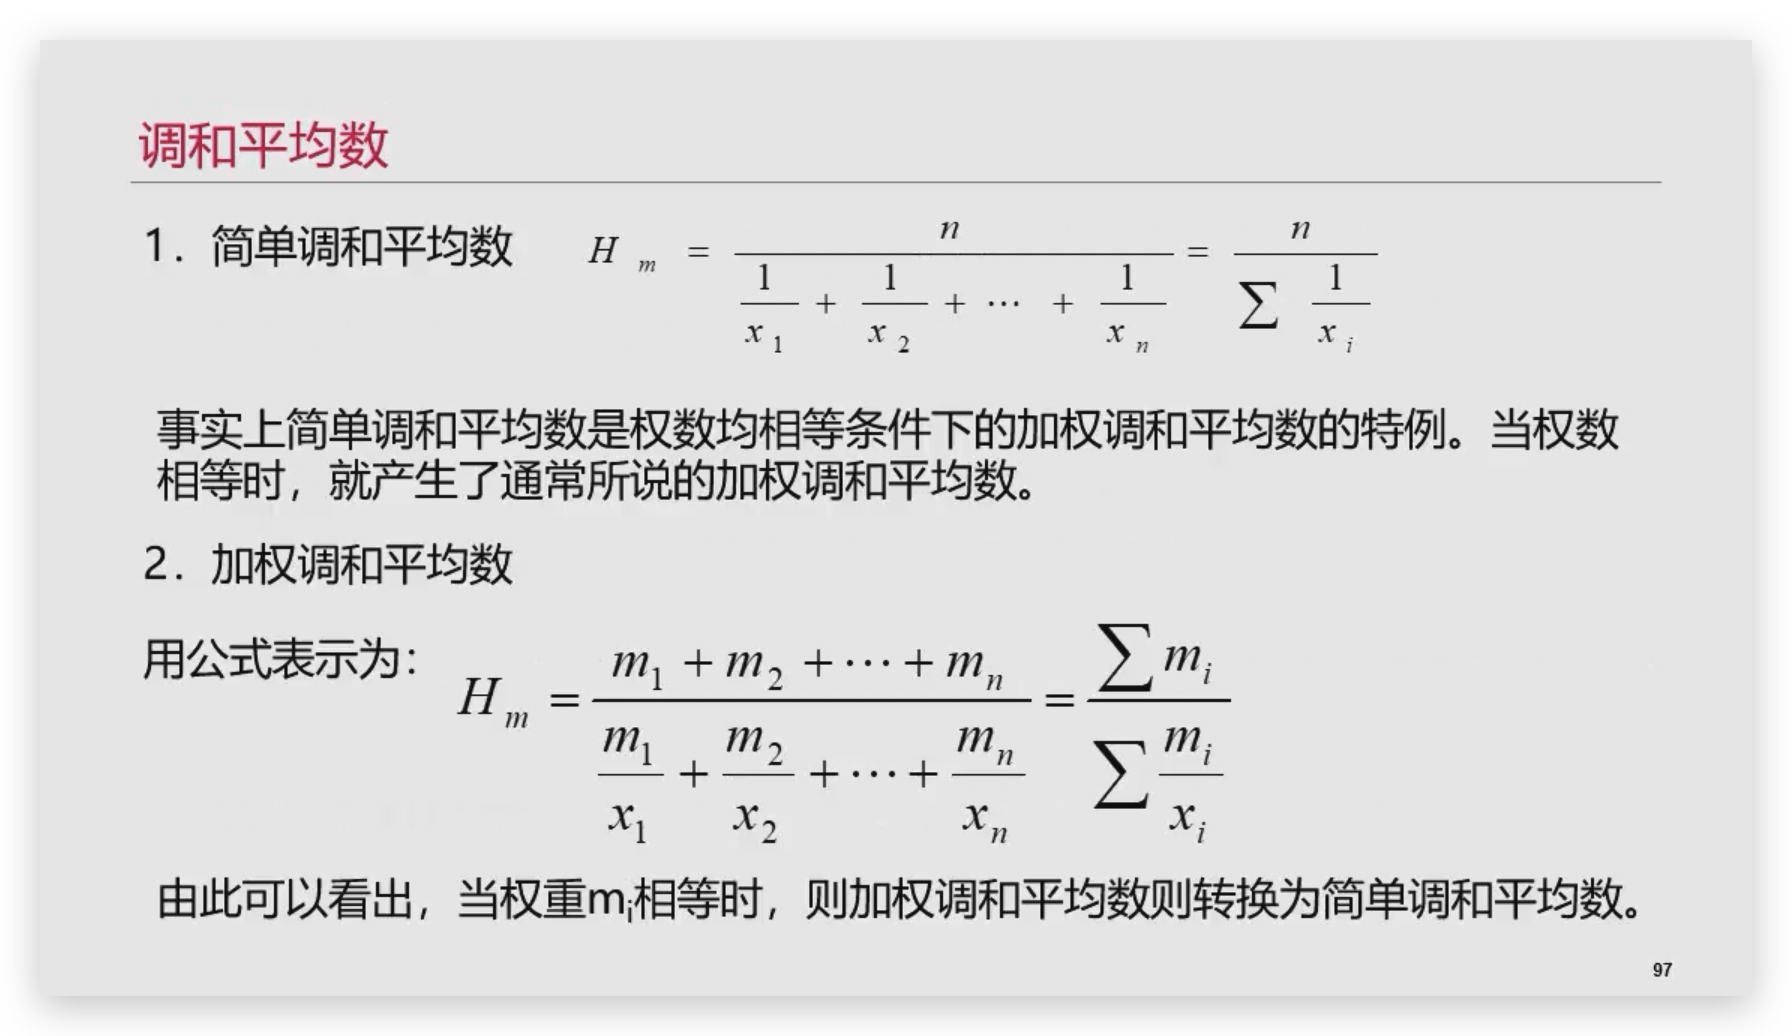 调和平均数
1. 简单调和平均数 H_m = \frac{n}{\frac{1}{x_1} + \frac{1}{x_2} + \cdots + \frac{1}{x_n}} = \frac{n}{\sum \frac{1}{x_i}}
事实上简单调和平均数是权数均相等条件下的加权调和平均数的特例。当权数
相等时，就产生了通常所说的加权调和平均数。
2. 加权调和平均数
用公式表示为：H_m = \frac{m_1 + m_2 + \cdots + m_n}{\frac{m_1}{x_1} + \frac{m_2}{x_2} + \cdots + \frac{m_n}{x_n}} = \frac{\sum m_i}{\sum \frac{m_i}{x_i}}
由此可以看出，当权重m_i相等时，则加权调和平均数则转换为简单调和平均数。
97